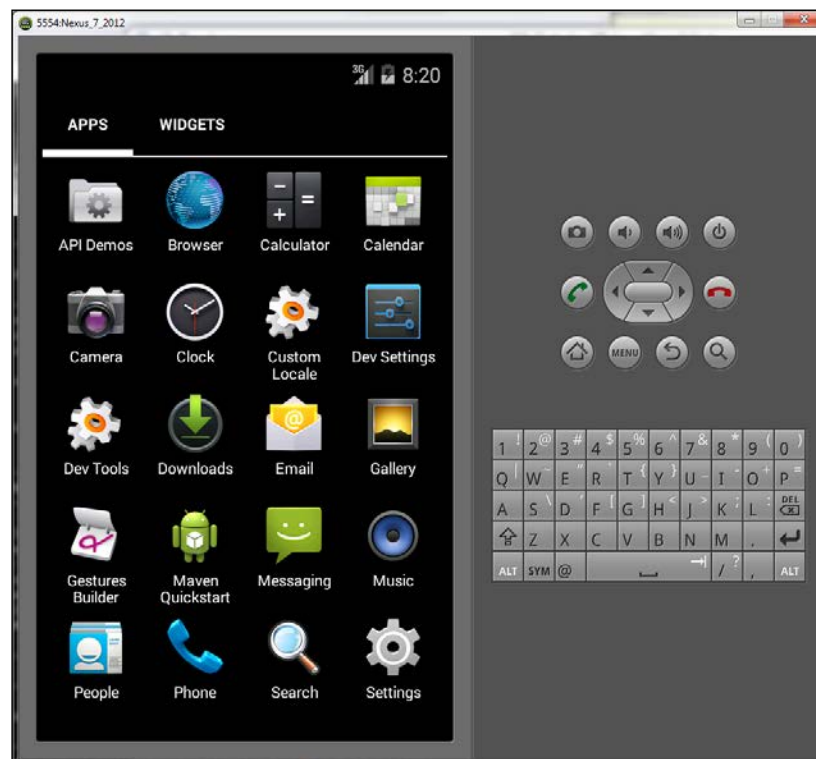 5554:Nexus_7_2012
3G 8:20
APPS WIDGETS
API Demos Browser Calculator Calendar
Camera Clock Custom Locale Dev Settings
Dev Tools Downloads Email Gallery
Gestures Builder Maven Quickstart Messaging Music
People Phone Search Settings
MENU
1 ! 2 @ 3 # 4 $ 5 % 6 ^ 7 & 8 * 9 ( 0 )
Q | W ~ E " R ` T { Y } U _ I - O + P =
A S \ D ' F [ G ] H < J > K ; L : DEL
Z X C V B N M .
ALT SYM @ / ? , ALT